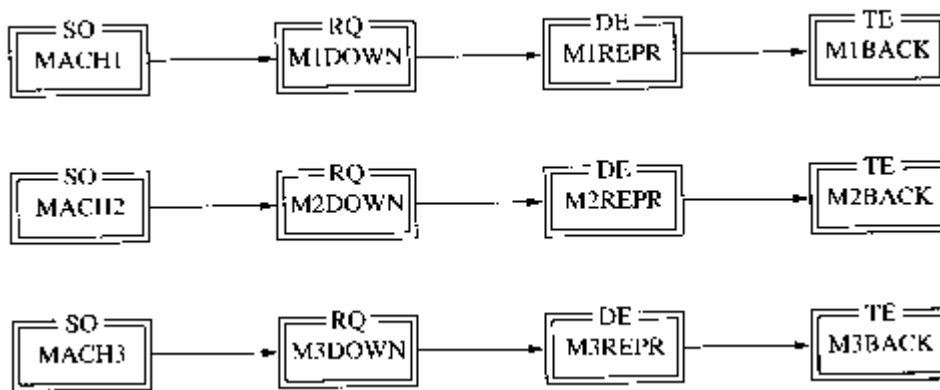 SO RQ DE TE
MACH1 M1DOWN M1REPR M1BACK
SO RQ DE TE
MACH2 M2DOWN M2REPR M2BACK
SO RQ DE TE
MACH3 M3DOWN M3REPR M3BACK